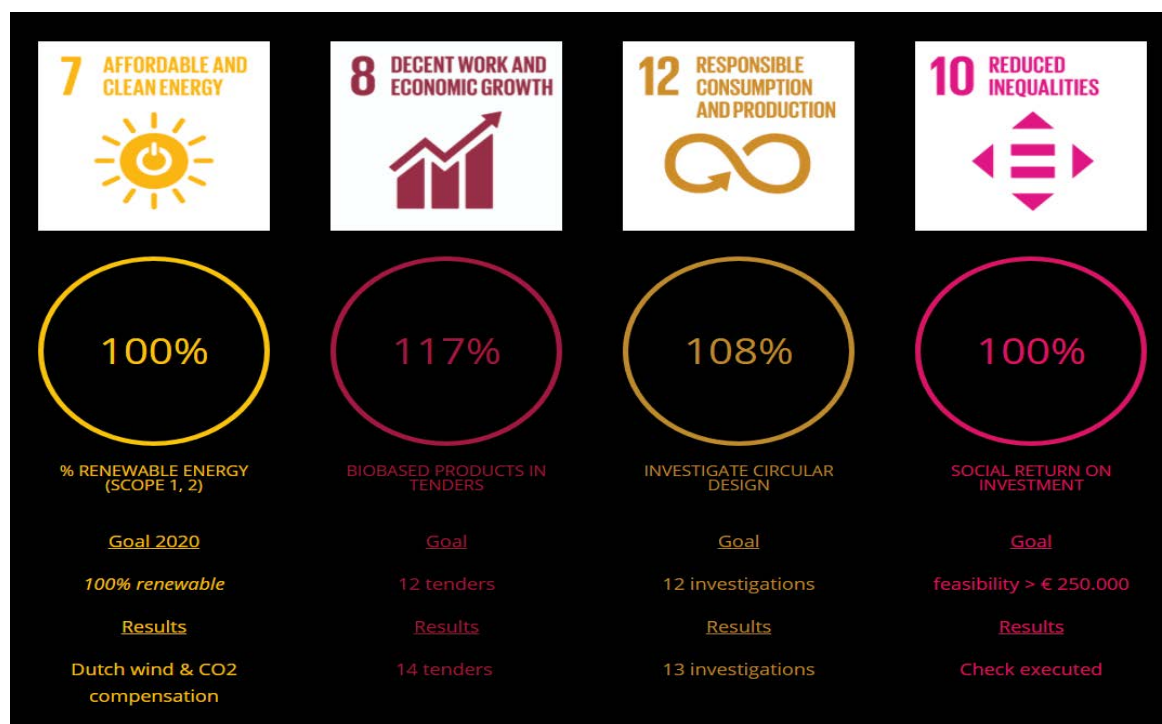 7 AFFORDABLE AND
CLEAN ENERGY
8 DECENT WORK AND
ECONOMIC GROWTH
12 RESPONSIBLE
CONSUMPTION
AND PRODUCTION
10 REDUCED
INEQUALITIES
100%
117%
108%
100%
% RENEWABLE ENERGY
(SCOPE 1, 2)
BIOBASED PRODUCTS IN
TENDERS
INVESTIGATE CIRCULAR
DESIGN
SOCIAL RETURN ON
INVESTMENT
Goal 2020
Goal
Goal
Goal
100% renewable
12 tenders
12 investigations
feasibility > € 250.000
Results
Results
Results
Results
Dutch wind & CO2
compensation
14 tenders
13 investigations
Check executed